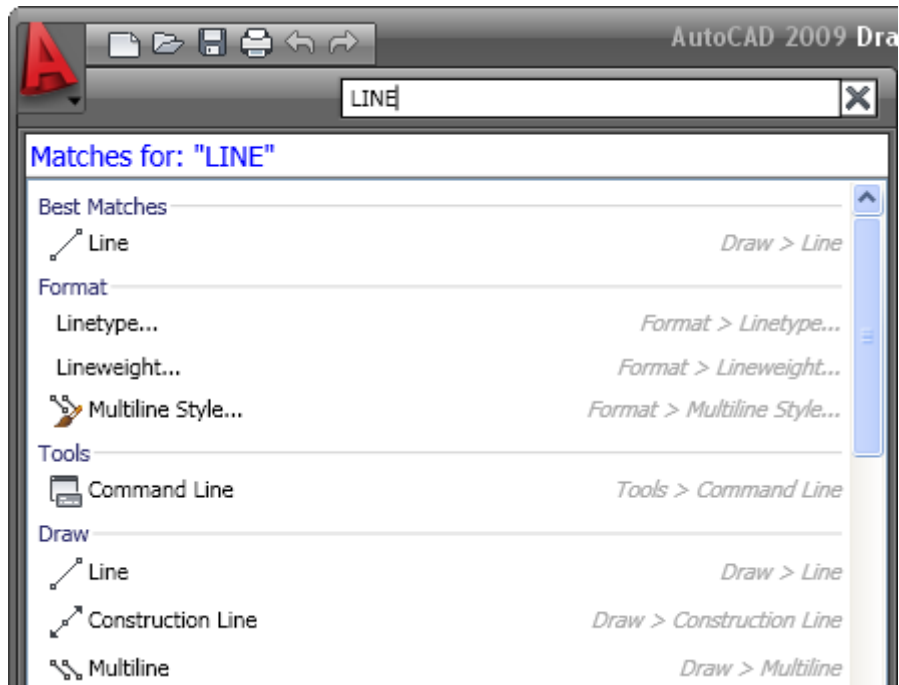 AutoCAD 2009 Dra
LINE
Matches for: "LINE"
Best Matches
Line Draw > Line
Format
Linetype... Format > Linetype...
Lineweight... Format > Lineweight...
Multiline Style... Format > Multiline Style...
Tools
Command Line Tools > Command Line
Draw
Line Draw > Line
Construction Line Draw > Construction Line
Multiline Draw > Multiline